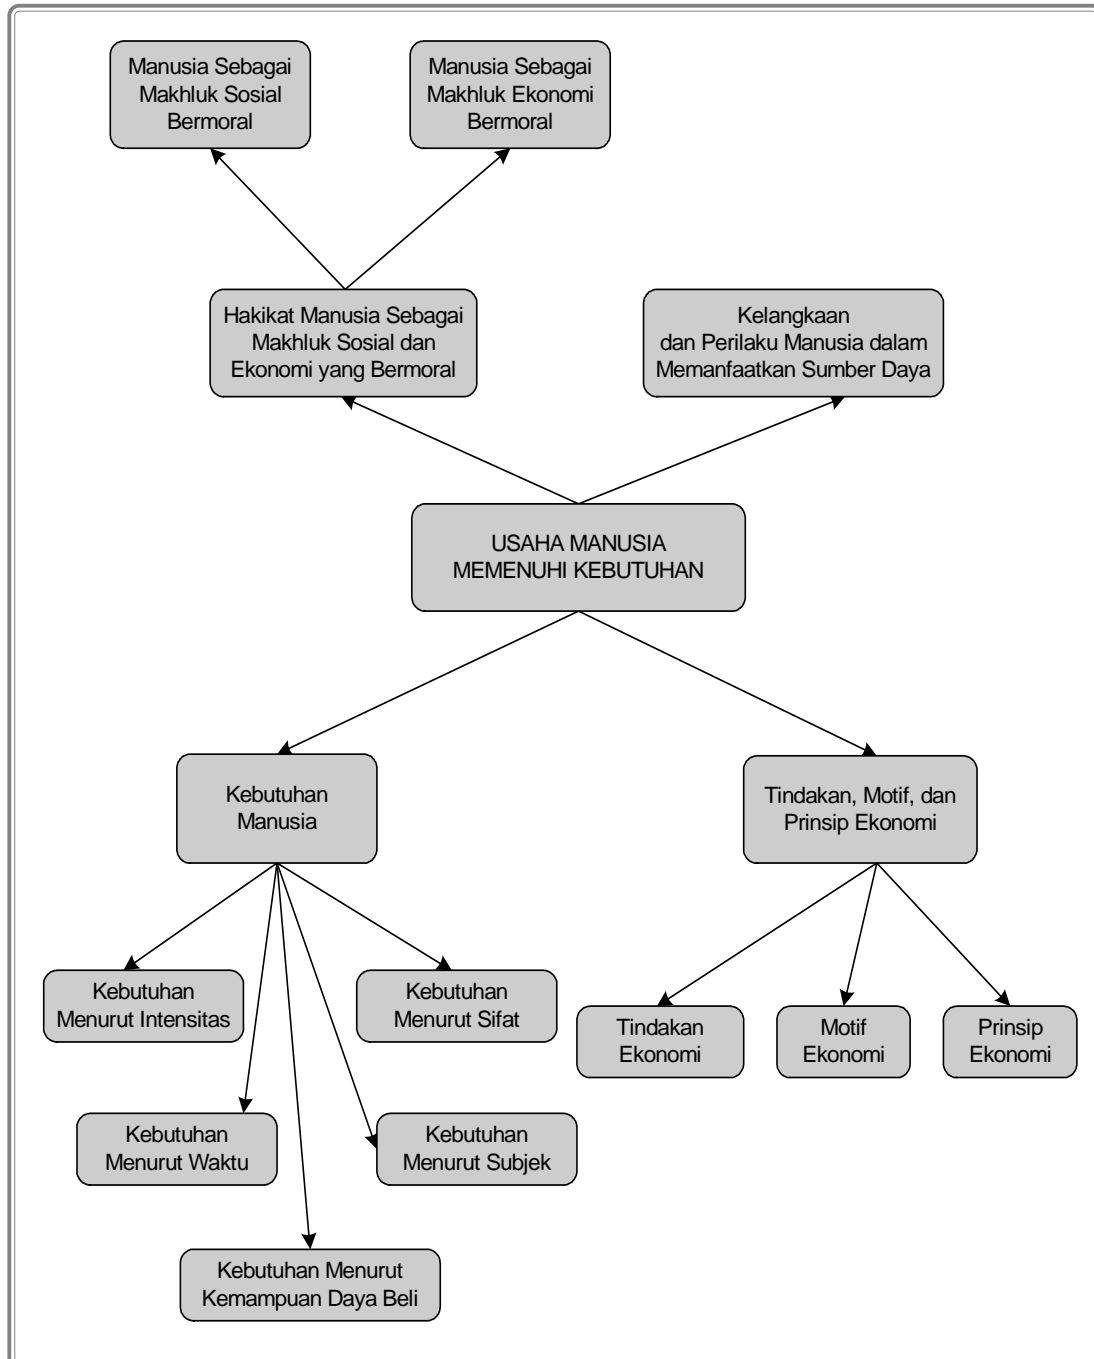 Manusia Sebagai
Makhluk Sosial
Bermoral
Manusia Sebagai
Makhluk Ekonomi
Bermoral
Hakikat Manusia Sebagai
Makhluk Sosial dan
Ekonomi yang Bermoral
Kelangkaan
dan Perilaku Manusia dalam
Memanfaatkan Sumber Daya
USAHA MANUSIA
MEMENUHI KEBUTUHAN
Kebutuhan
Manusia
Tindakan, Motif, dan
Prinsip Ekonomi
Kebutuhan
Menurut Intensitas
Kebutuhan
Menurut Sifat
Tindakan
Ekonomi
Motif
Ekonomi
Prinsip
Ekonomi
Kebutuhan
Menurut Waktu
Kebutuhan
Menurut Subjek
Kebutuhan Menurut
Kemampuan Daya Beli